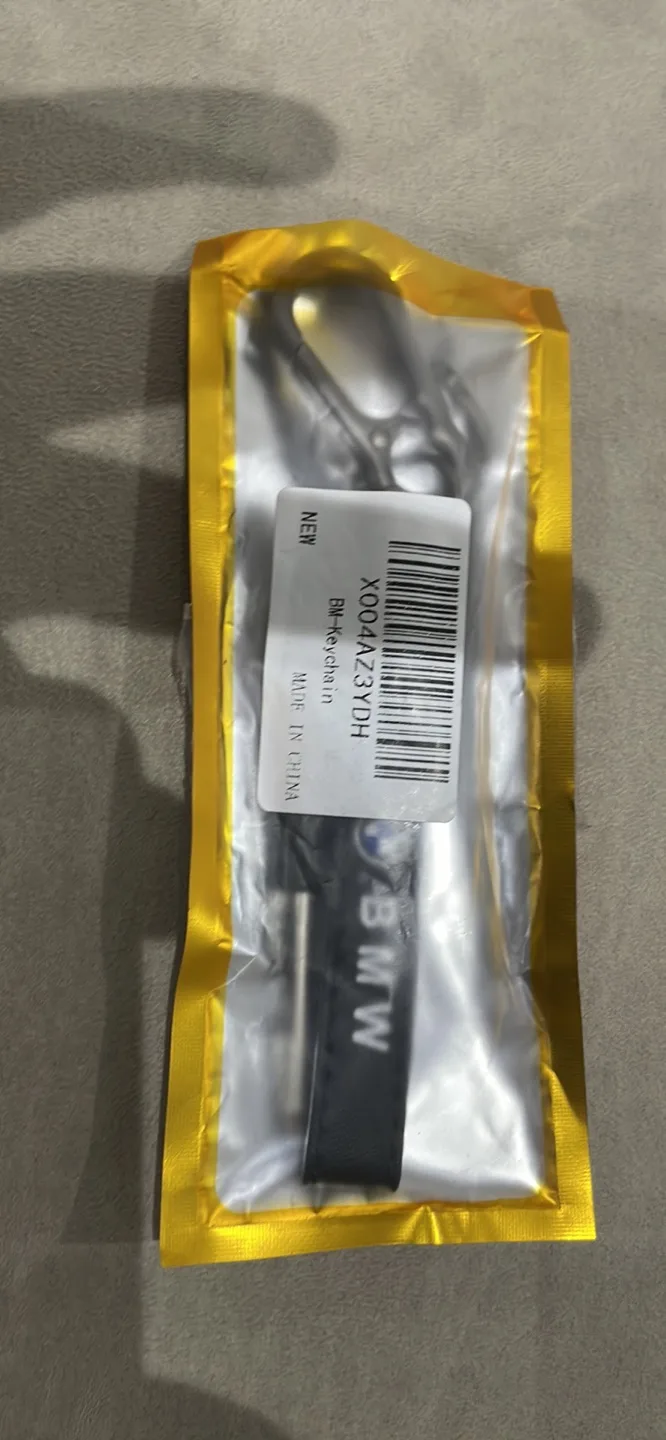 X004AZ3YDH
BM-Keychain
NEW
MADE IN CHINA
BMW